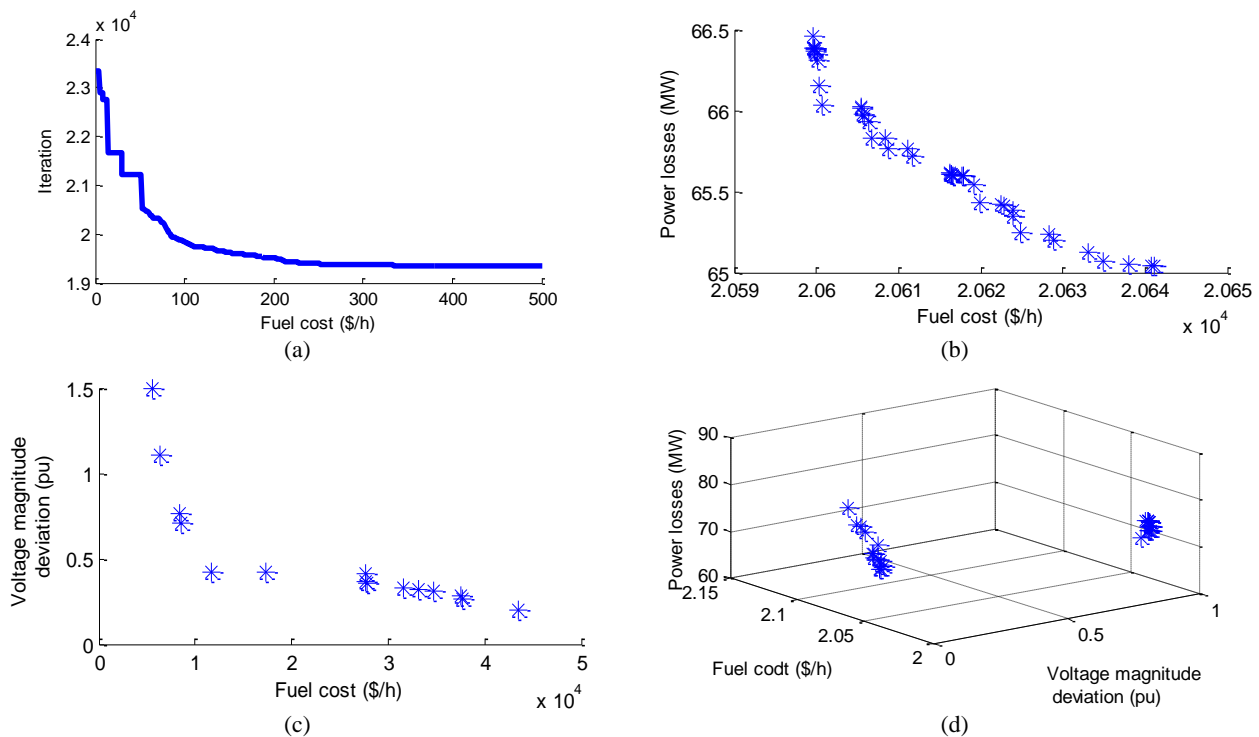 x 10^4
2.4
2.3
2.2
2.1
2
1.9
Iteration
0 100 200 300 400 500
Fuel cost ($/h)
(a)
66.5
66
65.5
65
Power losses (MW)
2.059 2.06 2.061 2.062 2.063 2.064 2.065
Fuel cost ($/h)
x 10^4
(b)
1.5
1
0.5
0
Voltage magnitude
deviation (pu)
0 1 2 3 4 5
Fuel cost ($/h)
x 10^4
(c)
90
80
70
60
Power losses (MW)
2.15
2.1
2.05
2
0
0.5
1
Fuel codt ($/h)
Voltage magnitude
deviation (pu)
(d)